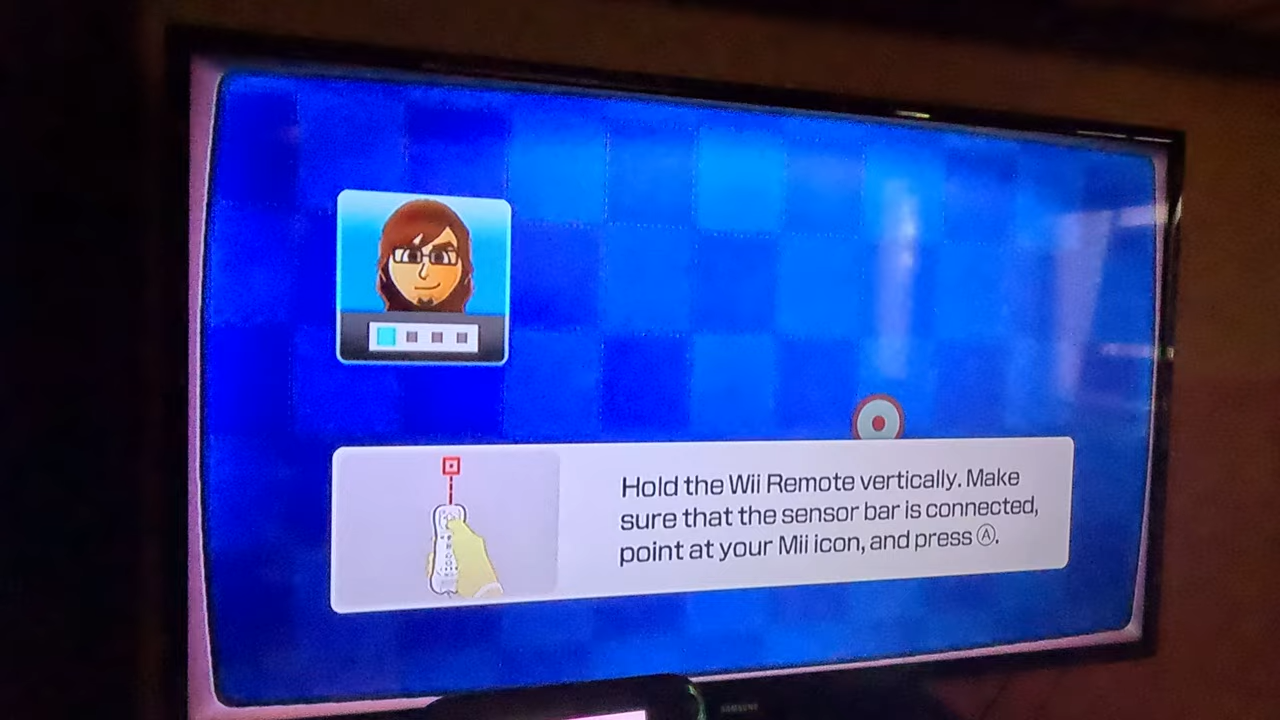 Hold the Wii Remote vertically. Make
sure that the sensor bar is connected,
point at your Mii icon, and press Ⓐ.
SAMSUNG